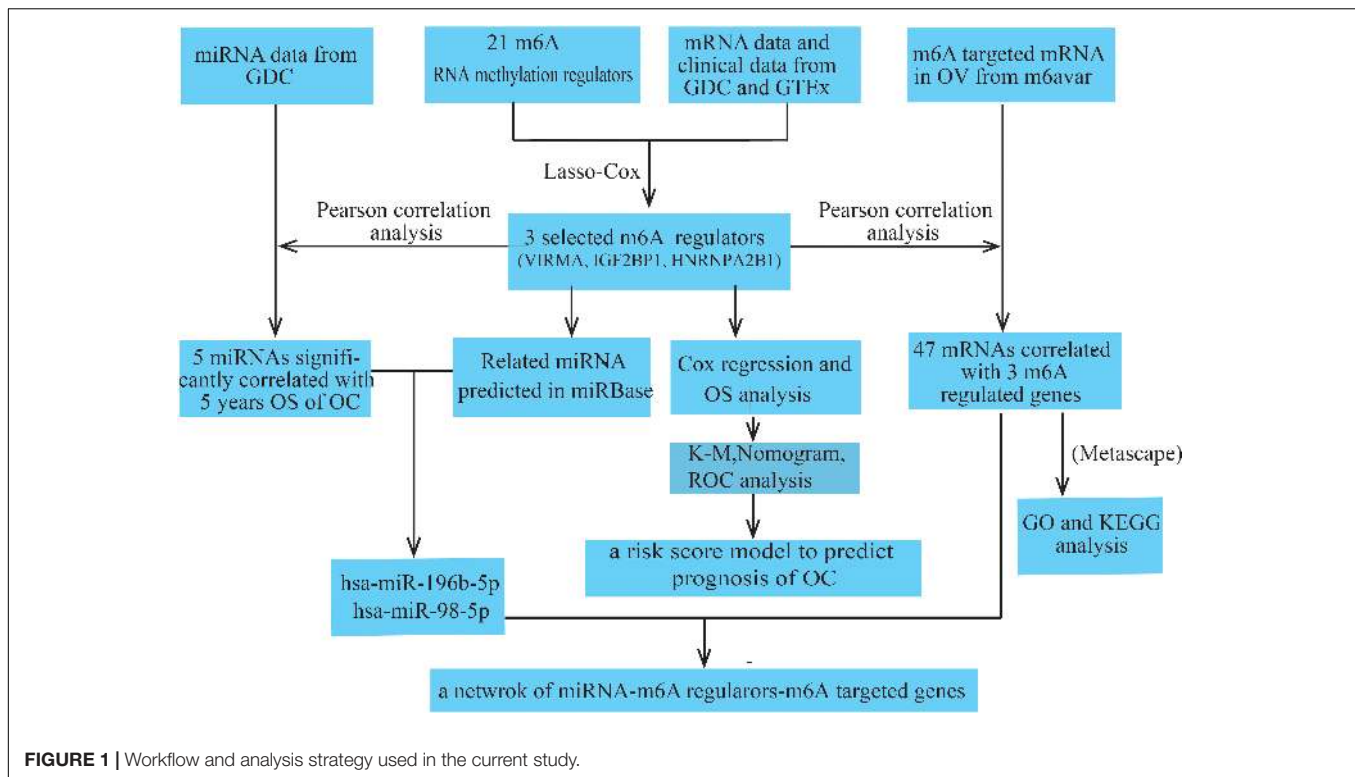 miRNA data from
GDC
21 m6A
RNA methylation regulators
mRNA data and
clinical data from
GDC and GTEx
m6A targeted mRNA
in OV from m6avar
Lasso-Cox
Pearson correlation
analysis
Pearson correlation
analysis
3 selected m6A regulators
(VIRMA, IGF2BP1, HNRNPA2B1)
5 miRNAs signifi-
cantly correlated with
5 years OS of OC
Related miRNA
predicted in miRBase
Cox regression and
OS analysis
47 mRNAs correlated
with 3 m6A
regulated genes
K-M,Nomogram,
ROC analysis
(Metascape)
GO and KEGG
analysis
a risk score model to predict
prognosis of OC
hsa-miR-196b-5p
hsa-miR-98-5p
-
a netwrok of miRNA-m6A regularors-m6A targeted genes
FIGURE 1 | Workflow and analysis strategy used in the current study.